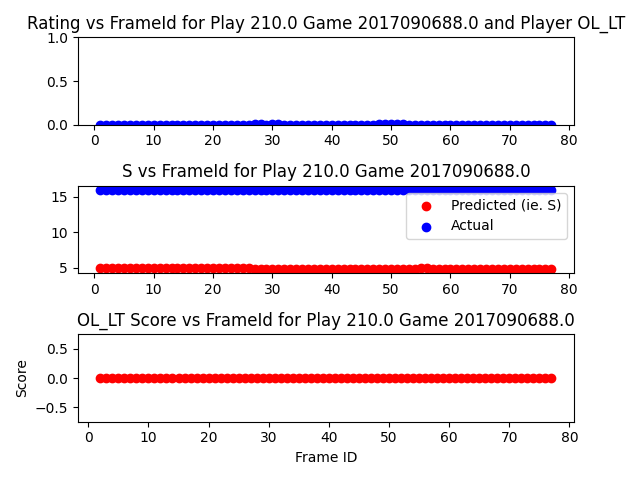 Rating vs FrameId for Play 210.0 Game 2017090688.0 and Player OL_LT
1.0
0.5
0.0
0 10 20 30 40 50 60 70 80
S vs FrameId for Play 210.0 Game 2017090688.0
15
10
5
Predicted (ie. S)
Actual
0 10 20 30 40 50 60 70 80
OL_LT Score vs FrameId for Play 210.0 Game 2017090688.0
Score
0.5
0.0
−0.5
0 10 20 30 40 50 60 70 80
Frame ID